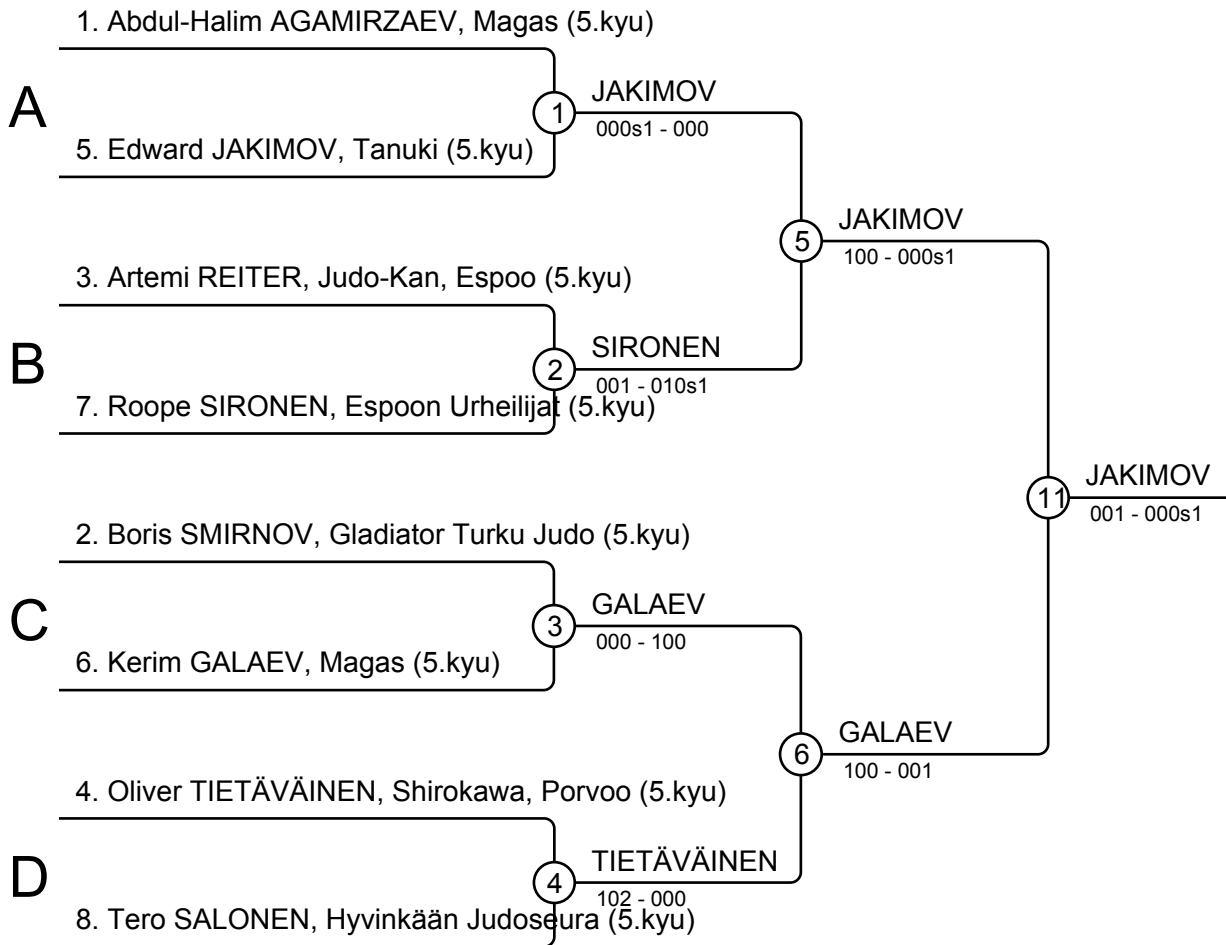 1. Abdul-Halim AGAMIRZAEV, Magas (5.kyu)
A
1
JAKIMOV
000s1 - 000
5. Edward JAKIMOV, Tanuki (5.kyu)
5
JAKIMOV
100 - 000s1
3. Artemi REITER, Judo-Kan, Espoo (5.kyu)
B
2
SIRONEN
001 - 010s1
7. Roope SIRONEN, Espoon Urheilijat (5.kyu)
11
JAKIMOV
001 - 000s1
2. Boris SMIRNOV, Gladiator Turku Judo (5.kyu)
C
3
GALAEV
000 - 100
6. Kerim GALAEV, Magas (5.kyu)
6
GALAEV
100 - 001
4. Oliver TIETÄVÄINEN, Shirokawa, Porvoo (5.kyu)
D
4
TIETÄVÄINEN
102 - 000
8. Tero SALONEN, Hyvinkään Judoseura (5.kyu)